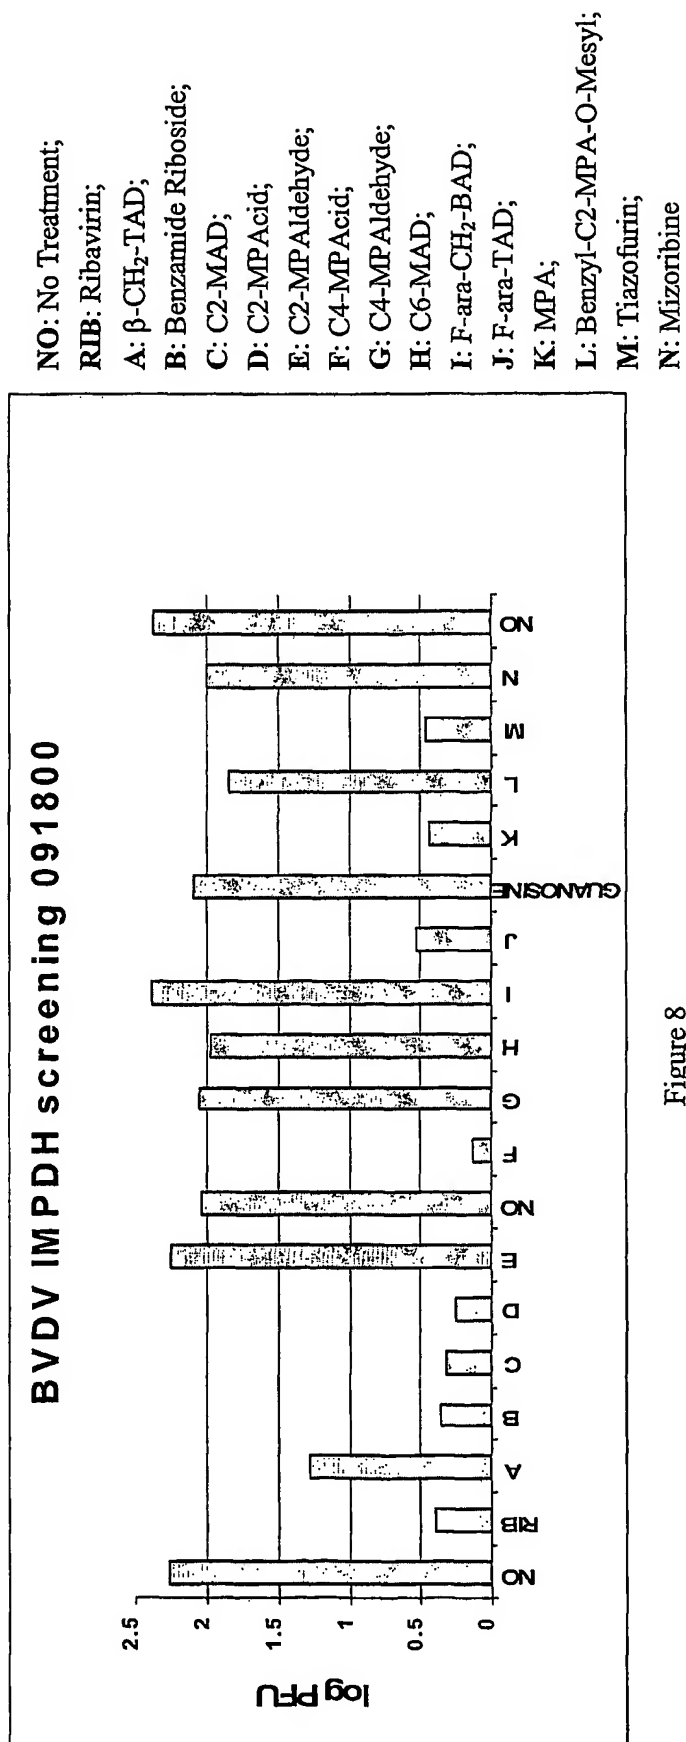 BVDV IMPDH screening 091800
log PFU
2.5
2
1.5
1
0.5
0
NO
RIB
A
B
C
D
E
NO
F
G
H
I
J
GUANOSINE
K
L
M
N
NO
NO: No Treatment;
RIB: Ribavirin;
A: β-CH₂-TAD;
B: Benzamide Riboside;
C: C2-MAD;
D: C2-MPAcid;
E: C2-MPAldehyde;
F: C4-MPAcid;
G: C4-MPAldehyde;
H: C6-MAD;
I: F-ara-CH₂-BAD;
J: F-ara-TAD;
K: MPA;
L: Benzyl-C2-MPA-O-Mesyl;
M: Tiazofurin;
N: Mizoribine
Figure 8